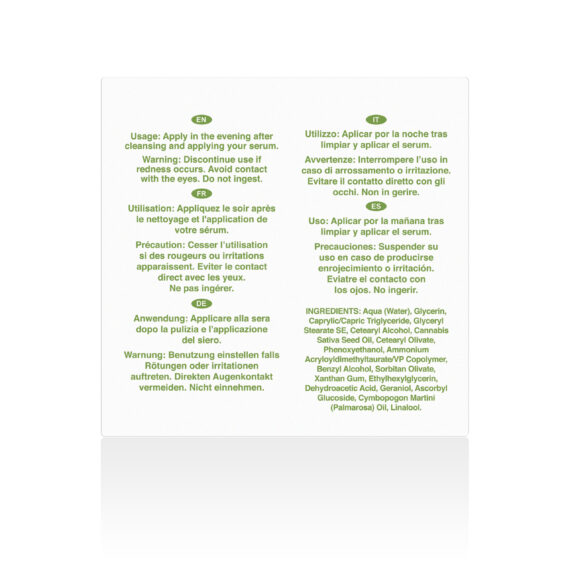 EN
Usage: Apply in the evening after
cleansing and applying your serum.
Warning: Discontinue use if
redness occurs. Avoid contact
with the eyes. Do not ingest.
FR
Utilisation: Appliquez le soir après
le nettoyage et l'application de
votre sérum.
Précaution: Cesser l'utilisation
si des rougeurs ou irritations
apparaissent. Eviter le contact
direct avec les yeux.
Ne pas ingérer.
DE
Anwendung: Applicare alla sera
dopo la pulizia e l'applicazione
del siero.
Warnung: Benutzung einstellen falls
Rötungen oder irritationen
auftreten. Direkten Augenkontakt
vermeiden. Nicht einnehmen.
IT
Utilizzo: Aplicar por la noche tras
limpiar y aplicar el serum.
Avvertenze: Interrompere l'uso in
caso di arrossamento o irritazione.
Evitare il contatto diretto con gli
occhi. Non in gerire.
ES
Uso: Aplicar por la mañana tras
limpiar y aplicar el serum.
Precauciones: Suspender su
uso en caso de producirse
enrojecimiento o irritación.
Eviatre ei contacto con
los ojos. No ingerir.
INGREDIENTS: Aqua (Water), Glycerin,
Caprylic/Capric Triglyceride, Glyceryl
Stearate SE, Cetearyl Alcohol, Cannabis
Sativa Seed Oil, Cetearyl Olivate,
Phenoxyethanol, Ammonium
Acryloyidimethyltaurate/VP Copolymer,
Benzyl Alcohol, Sorbitan Olivate,
Xanthan Gum, Ethylhexylglycerin,
Dehydroacetic Acid, Geraniol, Ascorbyl
Glucoside, Cymbopogon Martini
(Palmarosa) Oil, Linalool.